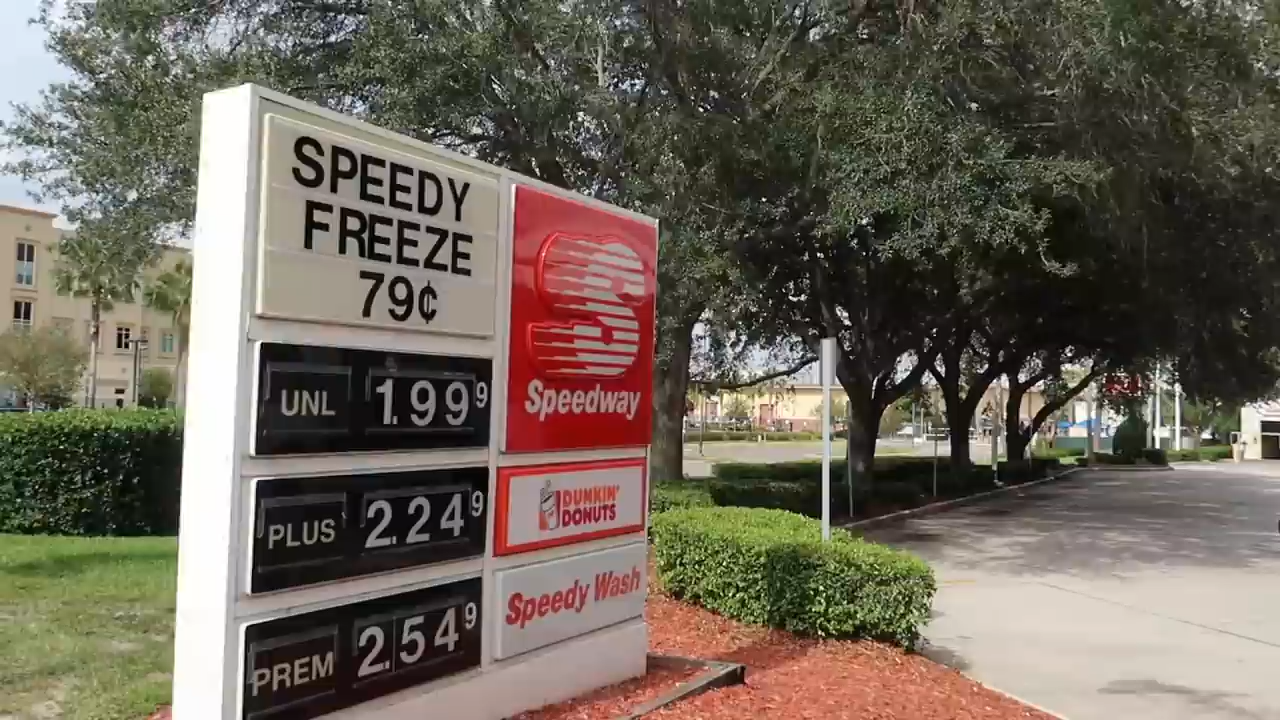 SPEEDY
FREEZE
79¢
UNL 1.99 9
PLUS 2.24 9
PREM 2.54 9
Speedway
DUNKIN'
DONUTS
Speedy Wash